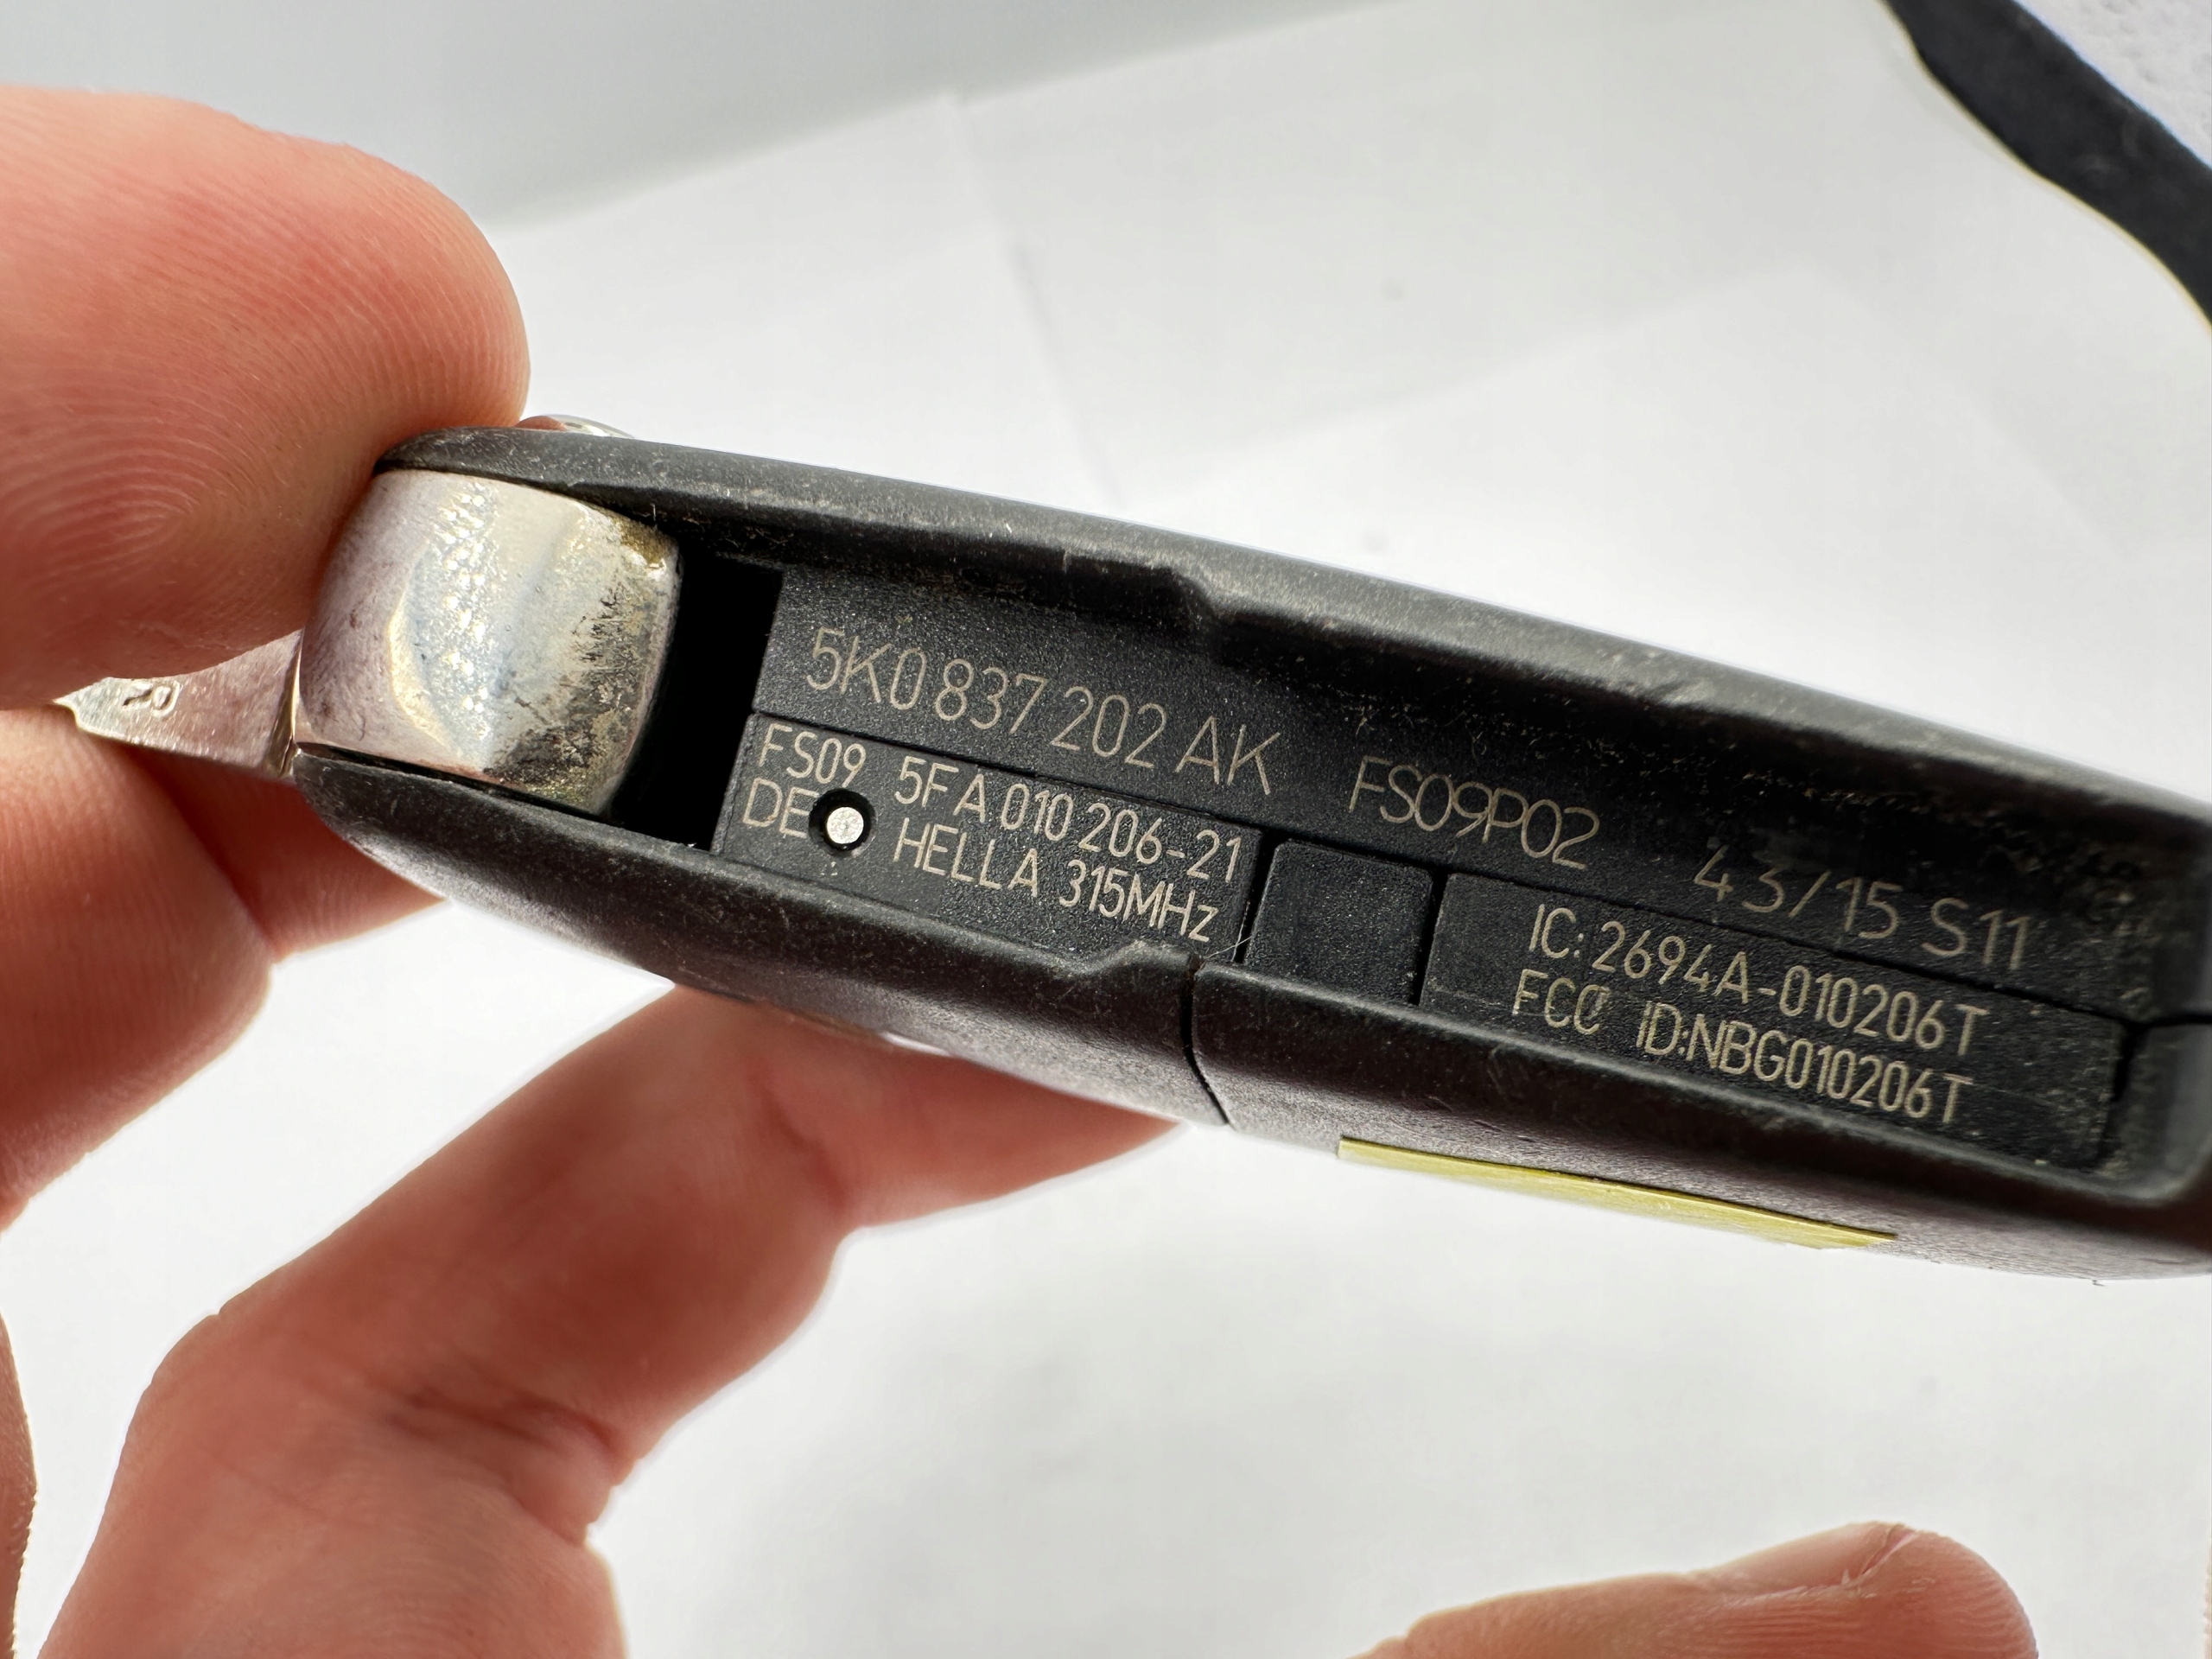 5K0 837 202 AK FS09P02 43/15 S11
FS09 5FA 010 206-21
DE HELLA 315MHz
IC: 2694A-010206T
FCC ID:NBG010206T
R